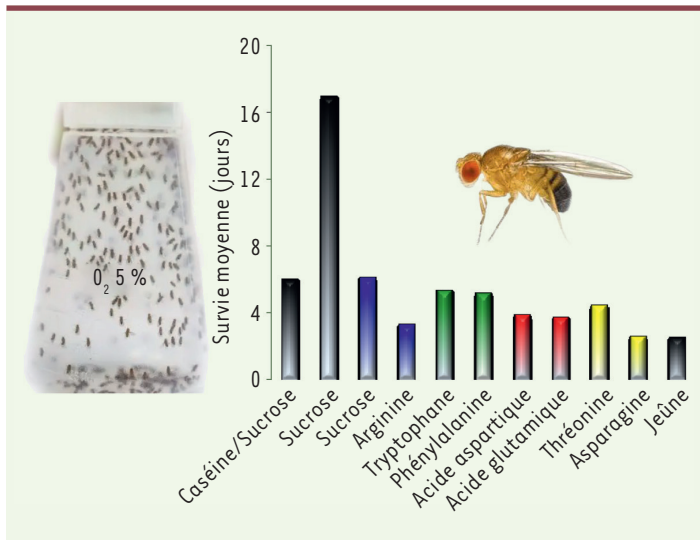 O2 5 %
Survie moyenne (jours)
20
16
12
8
4
0
Caséine/Sucrose
Sucrose
Sucrose
Arginine
Tryptophane
Phénylalanine
Acide aspartique
Acide glutamique
Thréonine
Asparagine
Jeûne